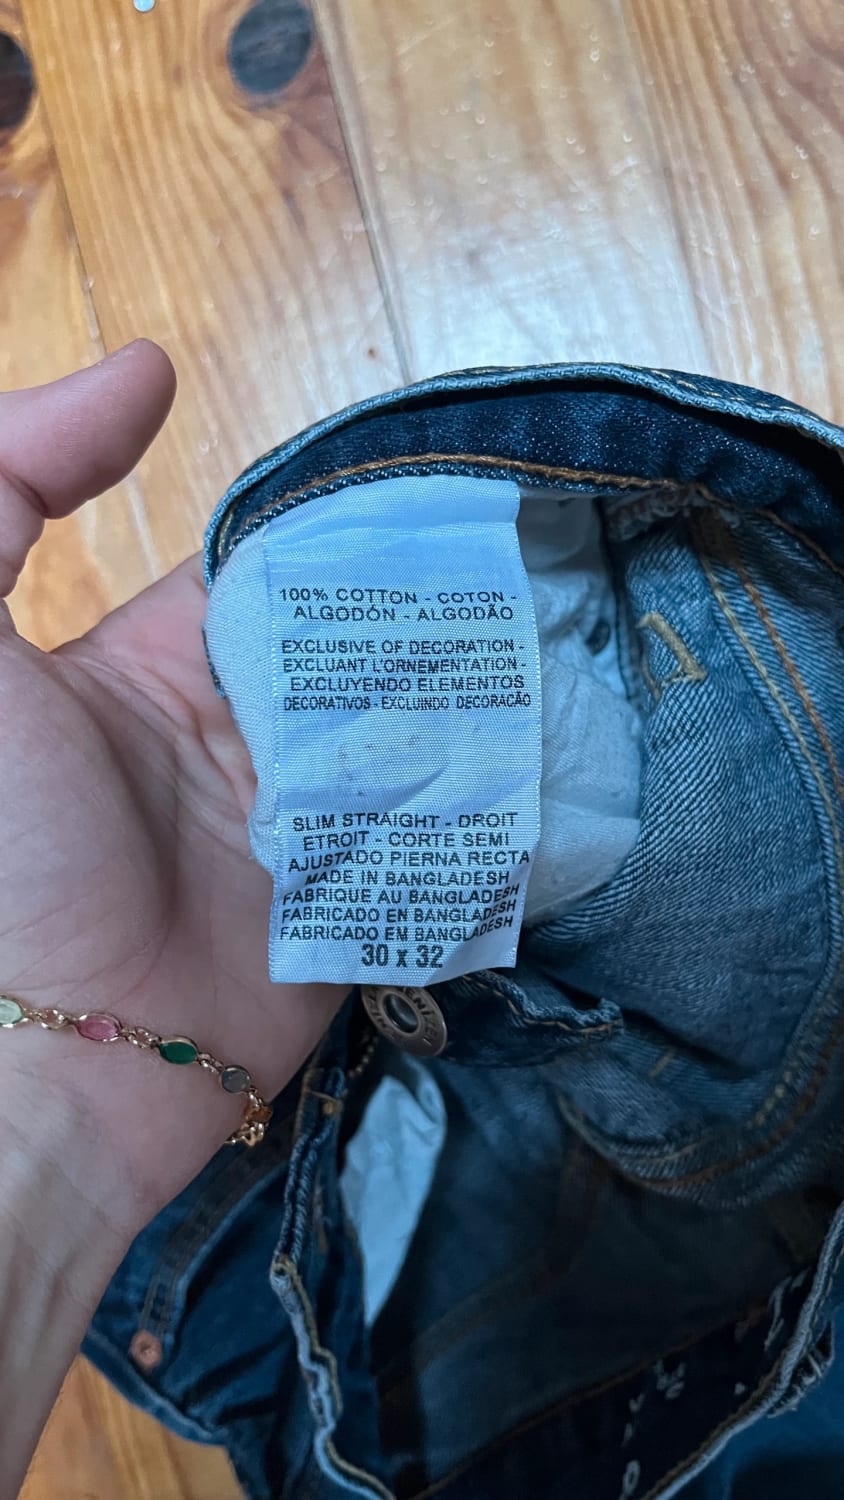 100% COTTON - COTON -
ALGODÓN - ALGODÃO
EXCLUSIVE OF DECORATION -
EXCLUANT L'ORNEMENTATION -
EXCLUYENDO ELEMENTOS
DECORATIVOS - EXCLUINDO DECORACÃO
SLIM STRAIGHT - DROIT
ETROIT - CORTE SEMI
AJUSTADO PIERNA RECTA
MADE IN BANGLADESH
FABRIQUE AU BANGLADESH
FABRICADO EN BANGLADESH
FABRICADO EM BANGLADESH
30 x 32